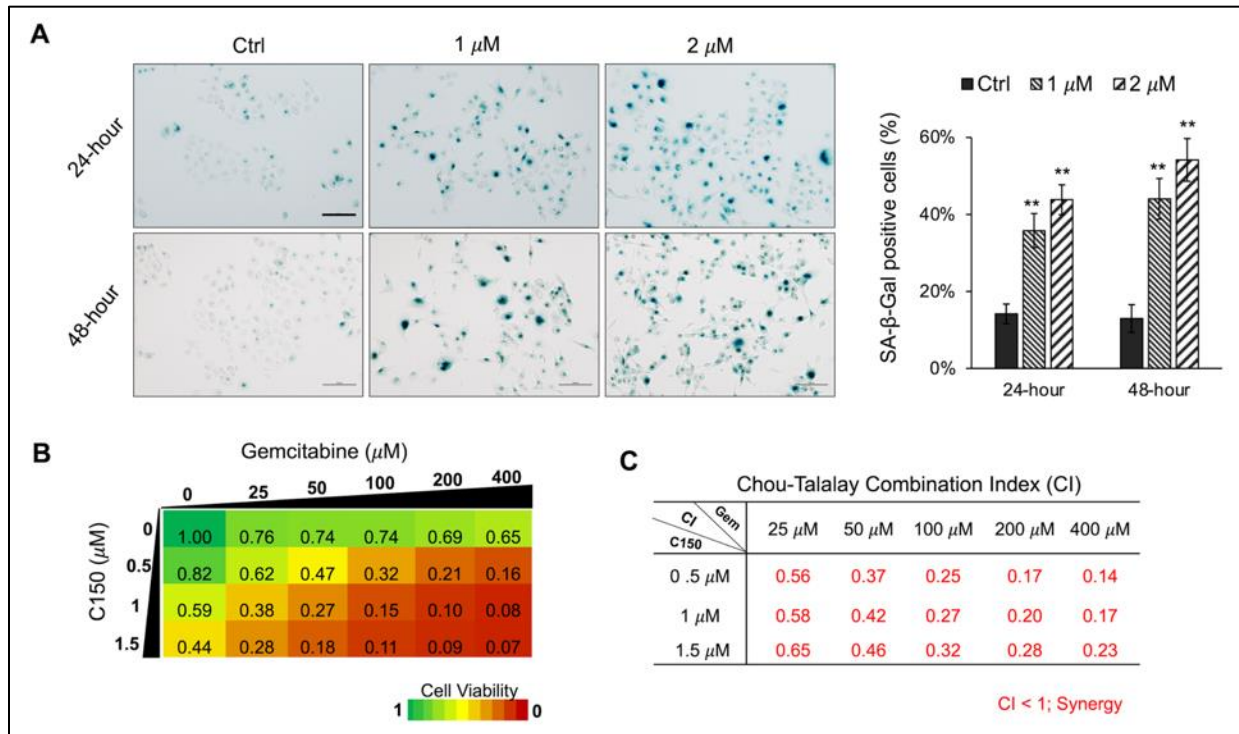 A
Ctrl 1 μM 2 μM
24-hour
48-hour
Ctrl 1 μM 2 μM
SA-β-Gal positive cells (%)
60%
40%
20%
0%
** ** ** **
24-hour 48-hour
B
Gemcitabine (μM)
0 25 50 100 200 400
C150 (μM)
0 1.00 0.76 0.74 0.74 0.69 0.65
0.5 0.82 0.62 0.47 0.32 0.21 0.16
1 0.59 0.38 0.27 0.15 0.10 0.08
1.5 0.44 0.28 0.18 0.11 0.09 0.07
Cell Viability
1 0
C
Chou-Talalay Combination Index (CI)
CI Gem C150 25 μM 50 μM 100 μM 200 μM 400 μM
0 .5 μM 0.56 0.37 0.25 0.17 0.14
1 μM 0.58 0.42 0.27 0.20 0.17
1.5 μM 0.65 0.46 0.32 0.28 0.23
CI < 1; Synergy